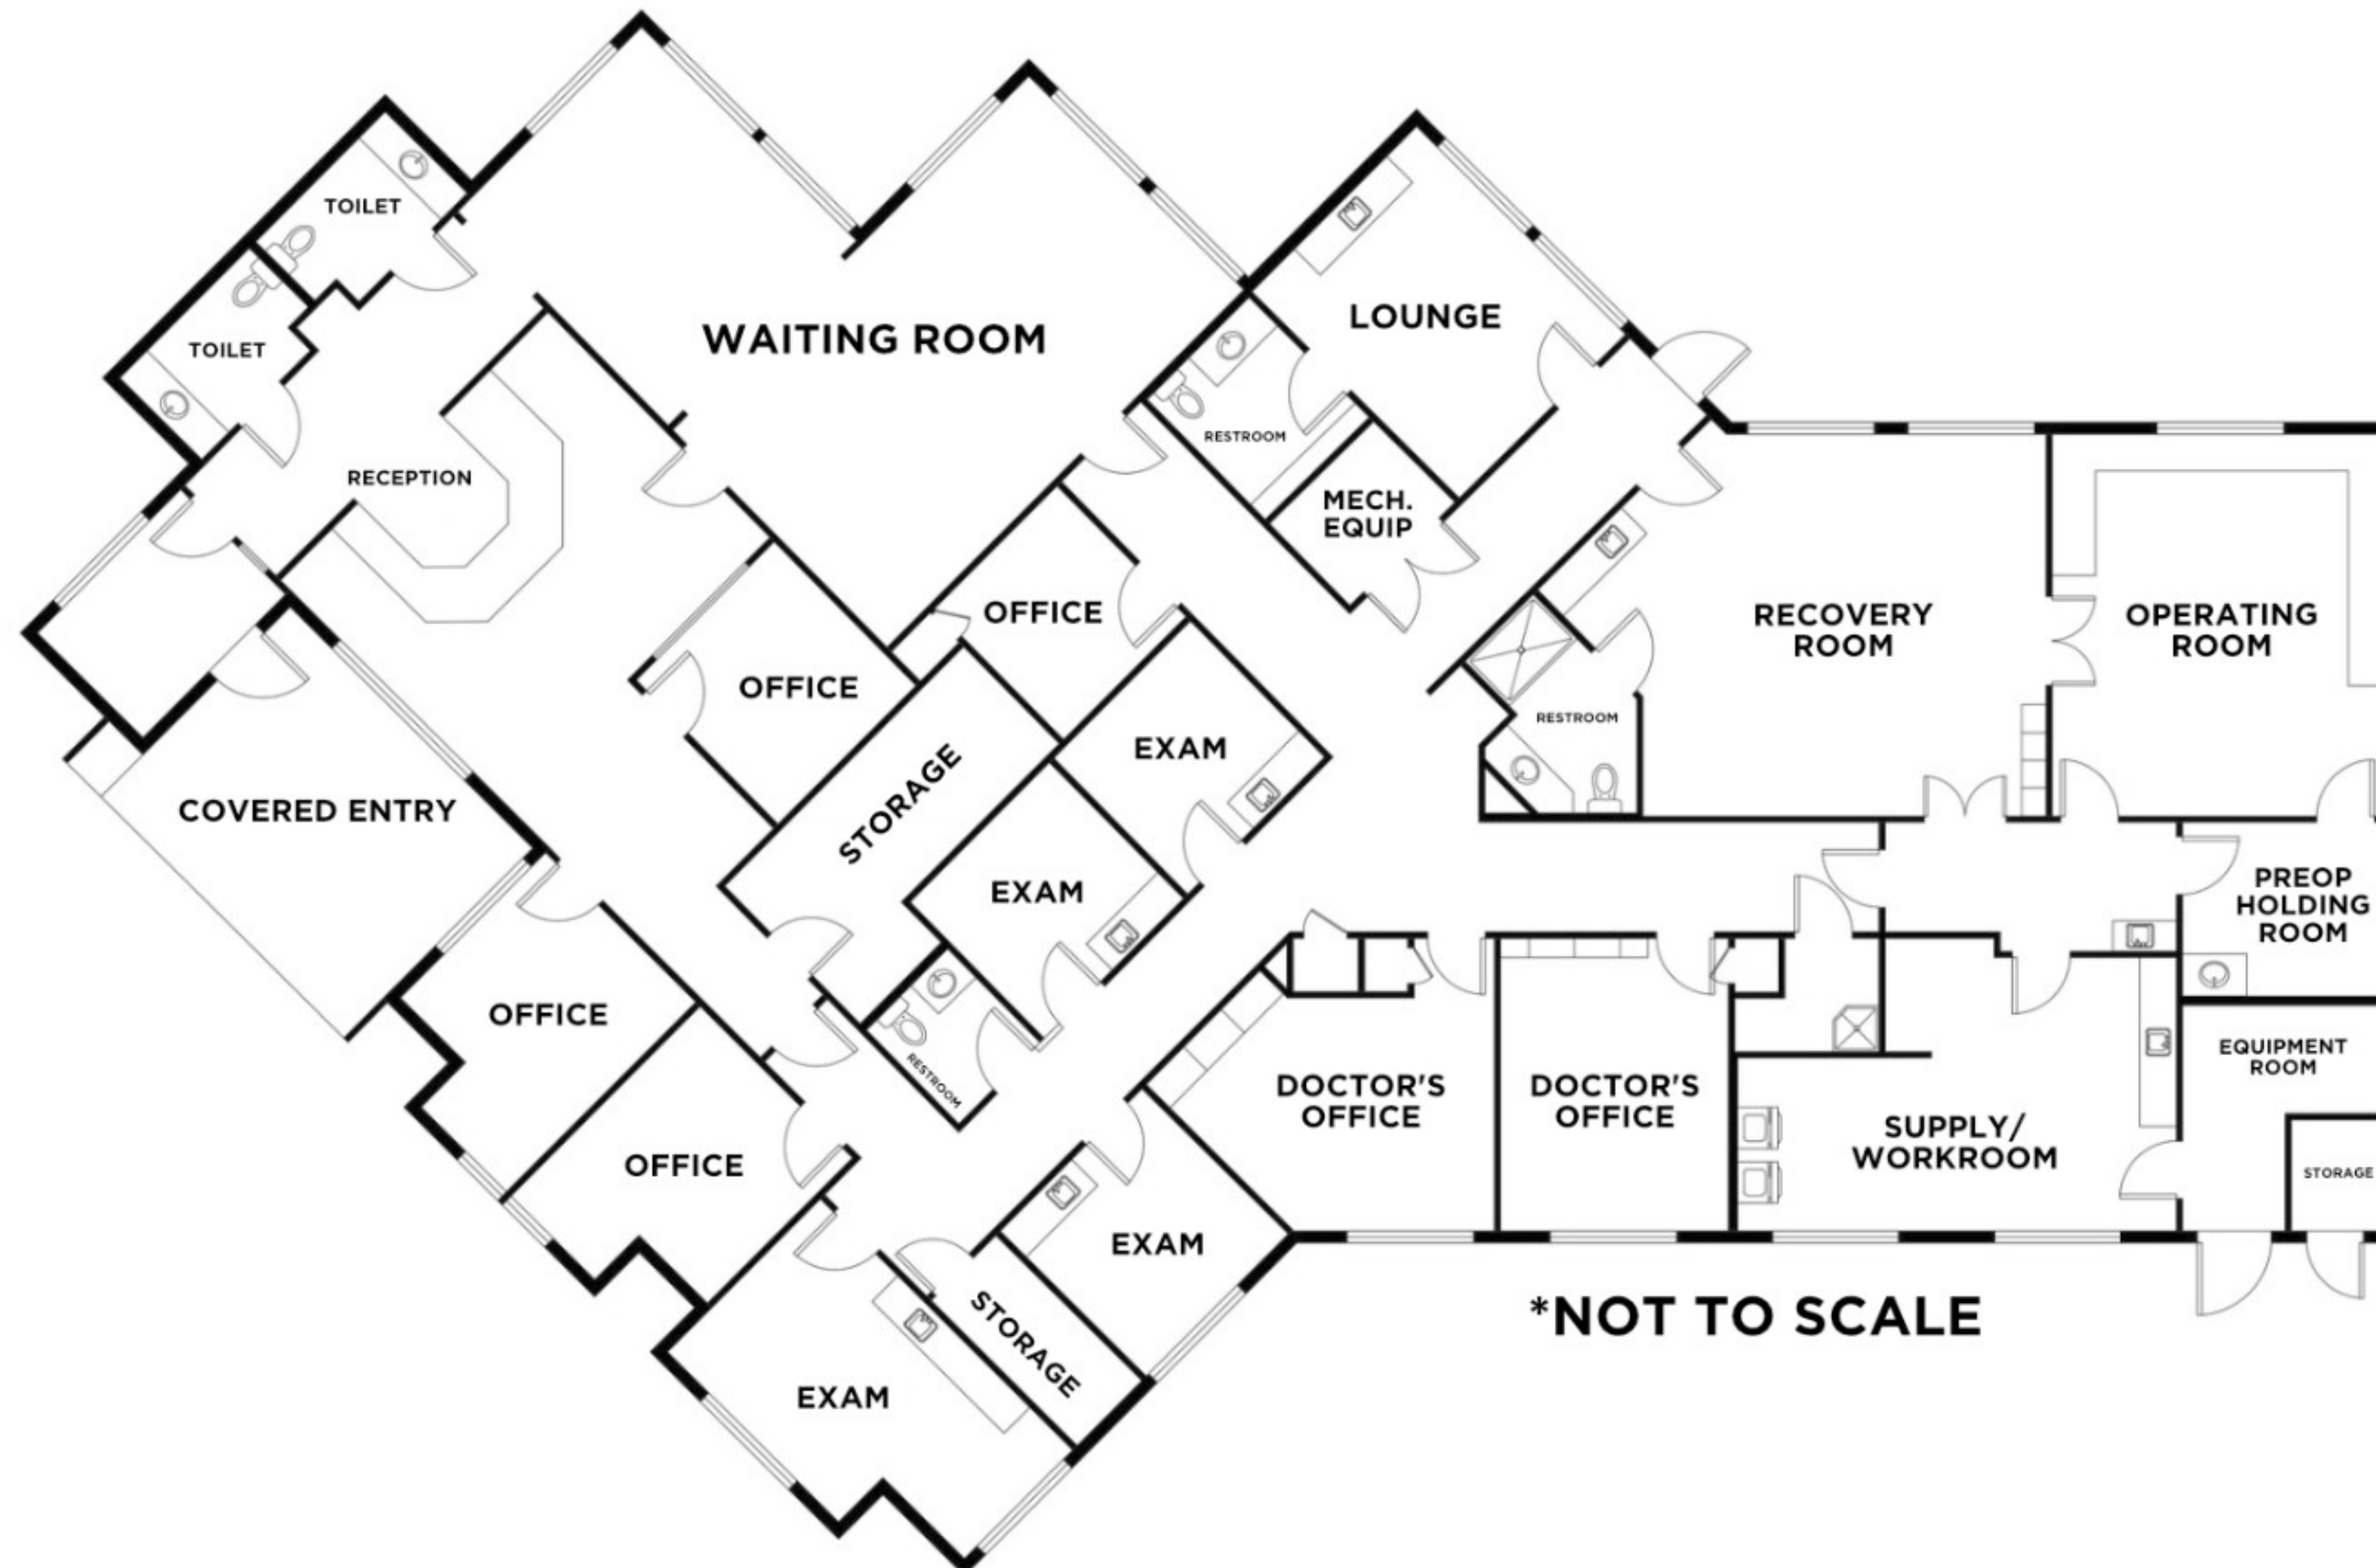 TOILET
TOILET
WAITING ROOM
LOUNGE
RECEPTION
RESTROOM
MECH.
EQUIP
OFFICE
OFFICE
RECOVERY
ROOM
OPERATING
ROOM
RESTROOM
EXAM
STORAGE
COVERED ENTRY
EXAM
PREOP
HOLDING
ROOM
OFFICE
RESTROOM
EQUIPMENT
ROOM
DOCTOR'S
OFFICE
DOCTOR'S
OFFICE
SUPPLY/
WORKROOM
OFFICE
STORAGE
EXAM
STORAGE
*NOT TO SCALE
EXAM